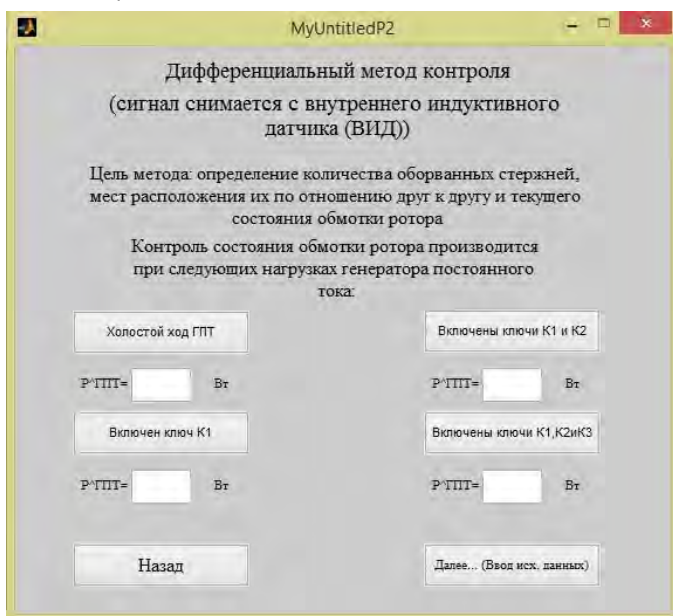 MyUntitledP2
Дифференциальный метод контроля
(сигнал снимается с внутреннего индуктивного
датчика (ВИД))
Цель метода: определение количества оборванных стержней,
мест расположения их по отношению друг к другу и текущего
состояния обмотки ротора
Контроль состояния обмотки ротора производится
при следующих нагрузках генератора постоянного
тока:
Холостой ход ГПТ
Включены ключи К1 и К2
Р^ГПТ= Вт
Р^ГПТ= Вт
Включен ключ К1
Включены ключи К1,К2иК3
Р^ГПТ= Вт
Р^ГПТ= Вт
Назад
Далее... (Ввод исх. данных)